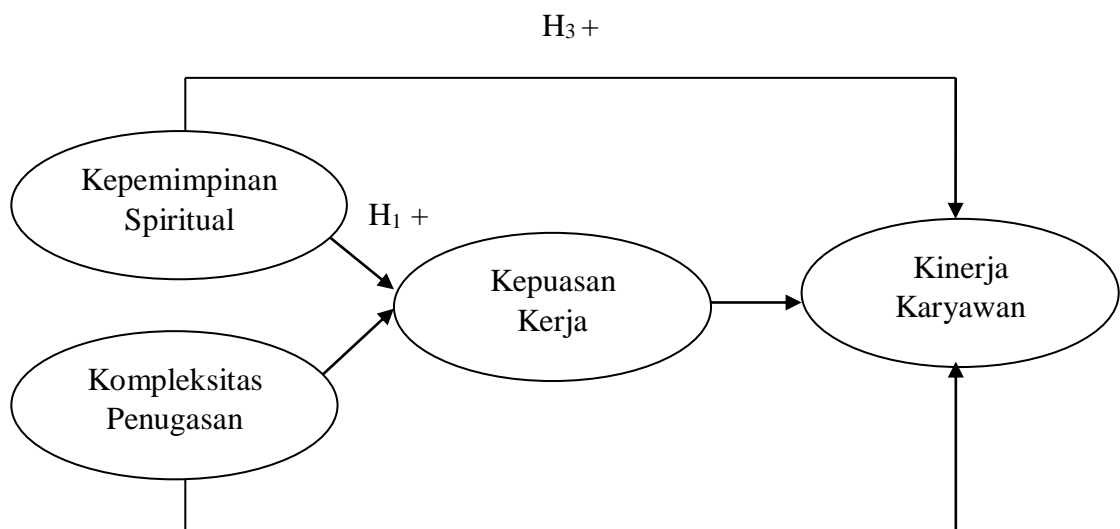 H₃ +
Kepemimpinan
Spiritual
H₁ +
Kepuasan
Kerja
Kinerja
Karyawan
Kompleksitas
Penugasan